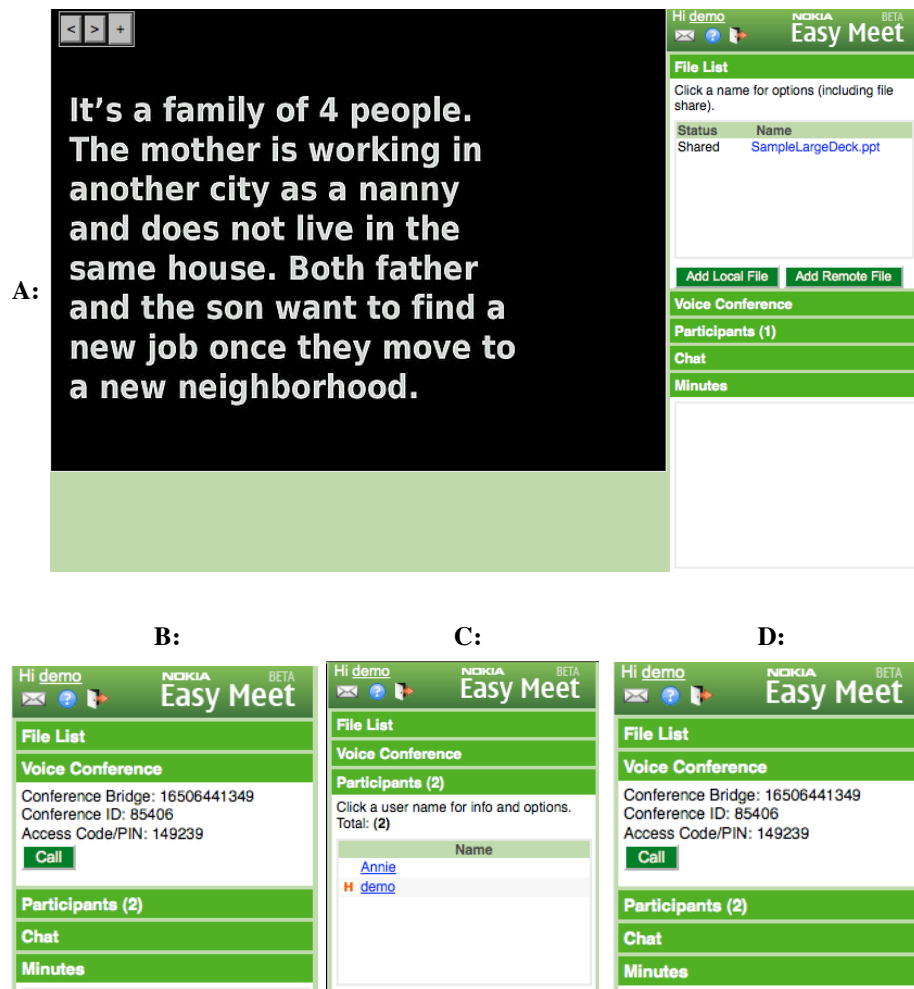 < > +
Hi demo
NOKIA BETA
Easy Meet
It's a family of 4 people.
The mother is working in
another city as a nanny
and does not live in the
same house. Both father
and the son want to find a
new job once they move to
a new neighborhood.
File List
Click a name for options (including file
share).
Status Name
Shared SampleLargeDeck.ppt
Add Local File Add Remote File
Voice Conference
Participants (1)
Chat
Minutes
A:
B:
Hi demo
NOKIA BETA
? Easy Meet
File List
Voice Conference
Conference Bridge: 16506441349
Conference ID: 85406
Access Code/PIN: 149239
Call
Participants (2)
Chat
Minutes
C:
Hi demo
NOKIA BETA
? Easy Meet
File List
Voice Conference
Participants (2)
Click a user name for info and options.
Total: (2)
Name
Annie
H demo
D:
Hi demo
NOKIA BETA
? Easy Meet
File List
Voice Conference
Conference Bridge: 16506441349
Conference ID: 85406
Access Code/PIN: 149239
Call
Participants (2)
Chat
Minutes